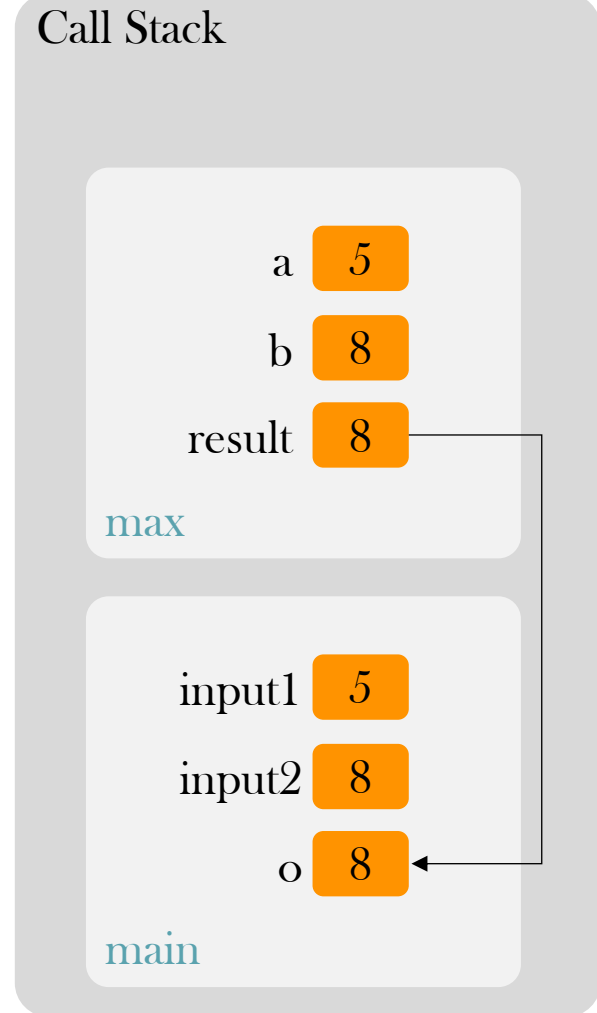 Call Stack
a 5
b 8
result 8
max
input1 5
input2 8
o 8
main